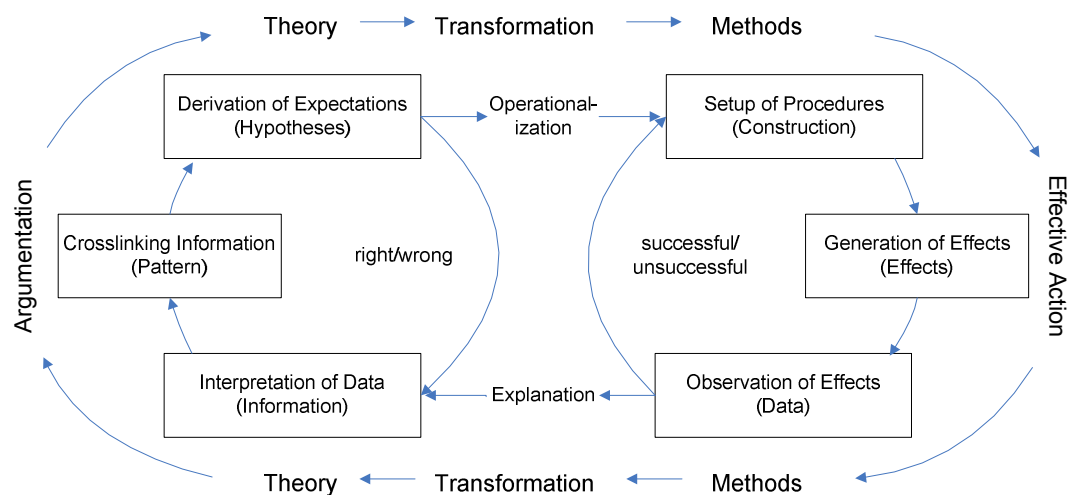 Theory
Transformation
Methods
Derivation of Expectations
(Hypotheses)
Operational-
ization
Setup of Procedures
(Construction)
Argumentation
Crosslinking Information
(Pattern)
right/wrong
successful/
unsuccessful
Generation of Effects
(Effects)
Effective Action
Interpretation of Data
(Information)
Explanation
Observation of Effects
(Data)
Theory
Transformation
Methods